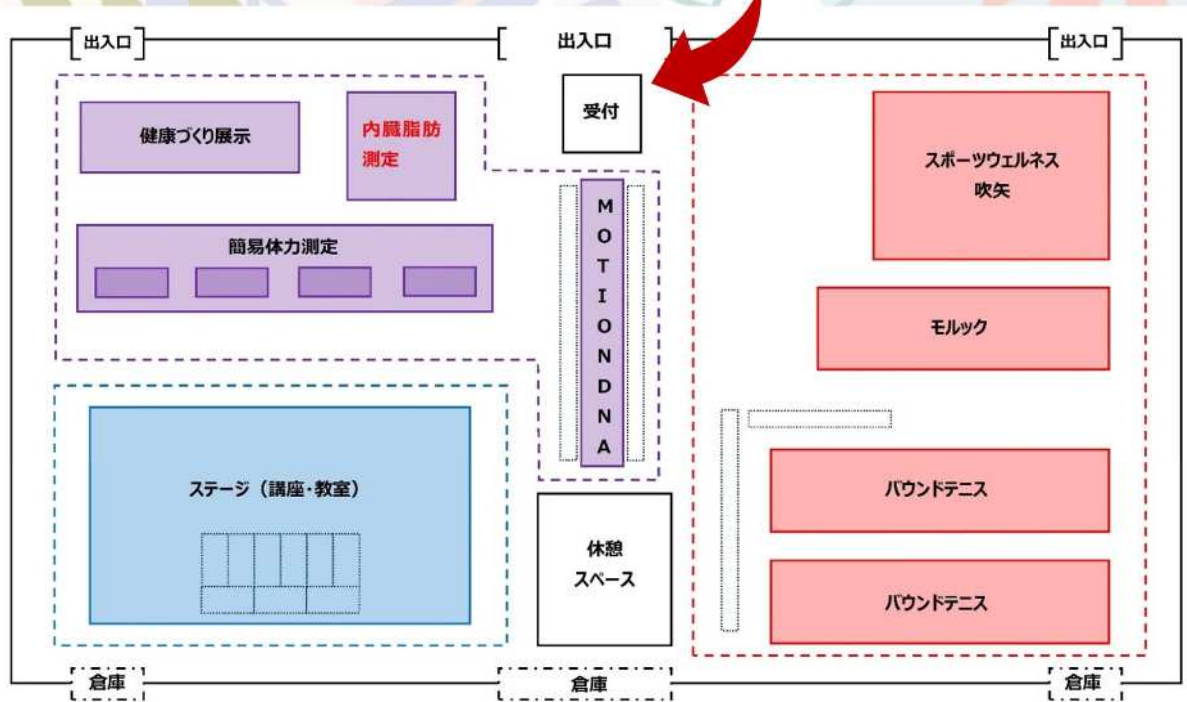 出入口
出入口
出入口
受付
健康づくり展示
内臓脂肪
測定
スポーツウェルネス
吹矢
MOTIONDNA
簡易体力測定
モルック
ステージ（講座・教室）
バウンドテニス
休憩
スペース
バウンドテニス
倉庫
倉庫
倉庫